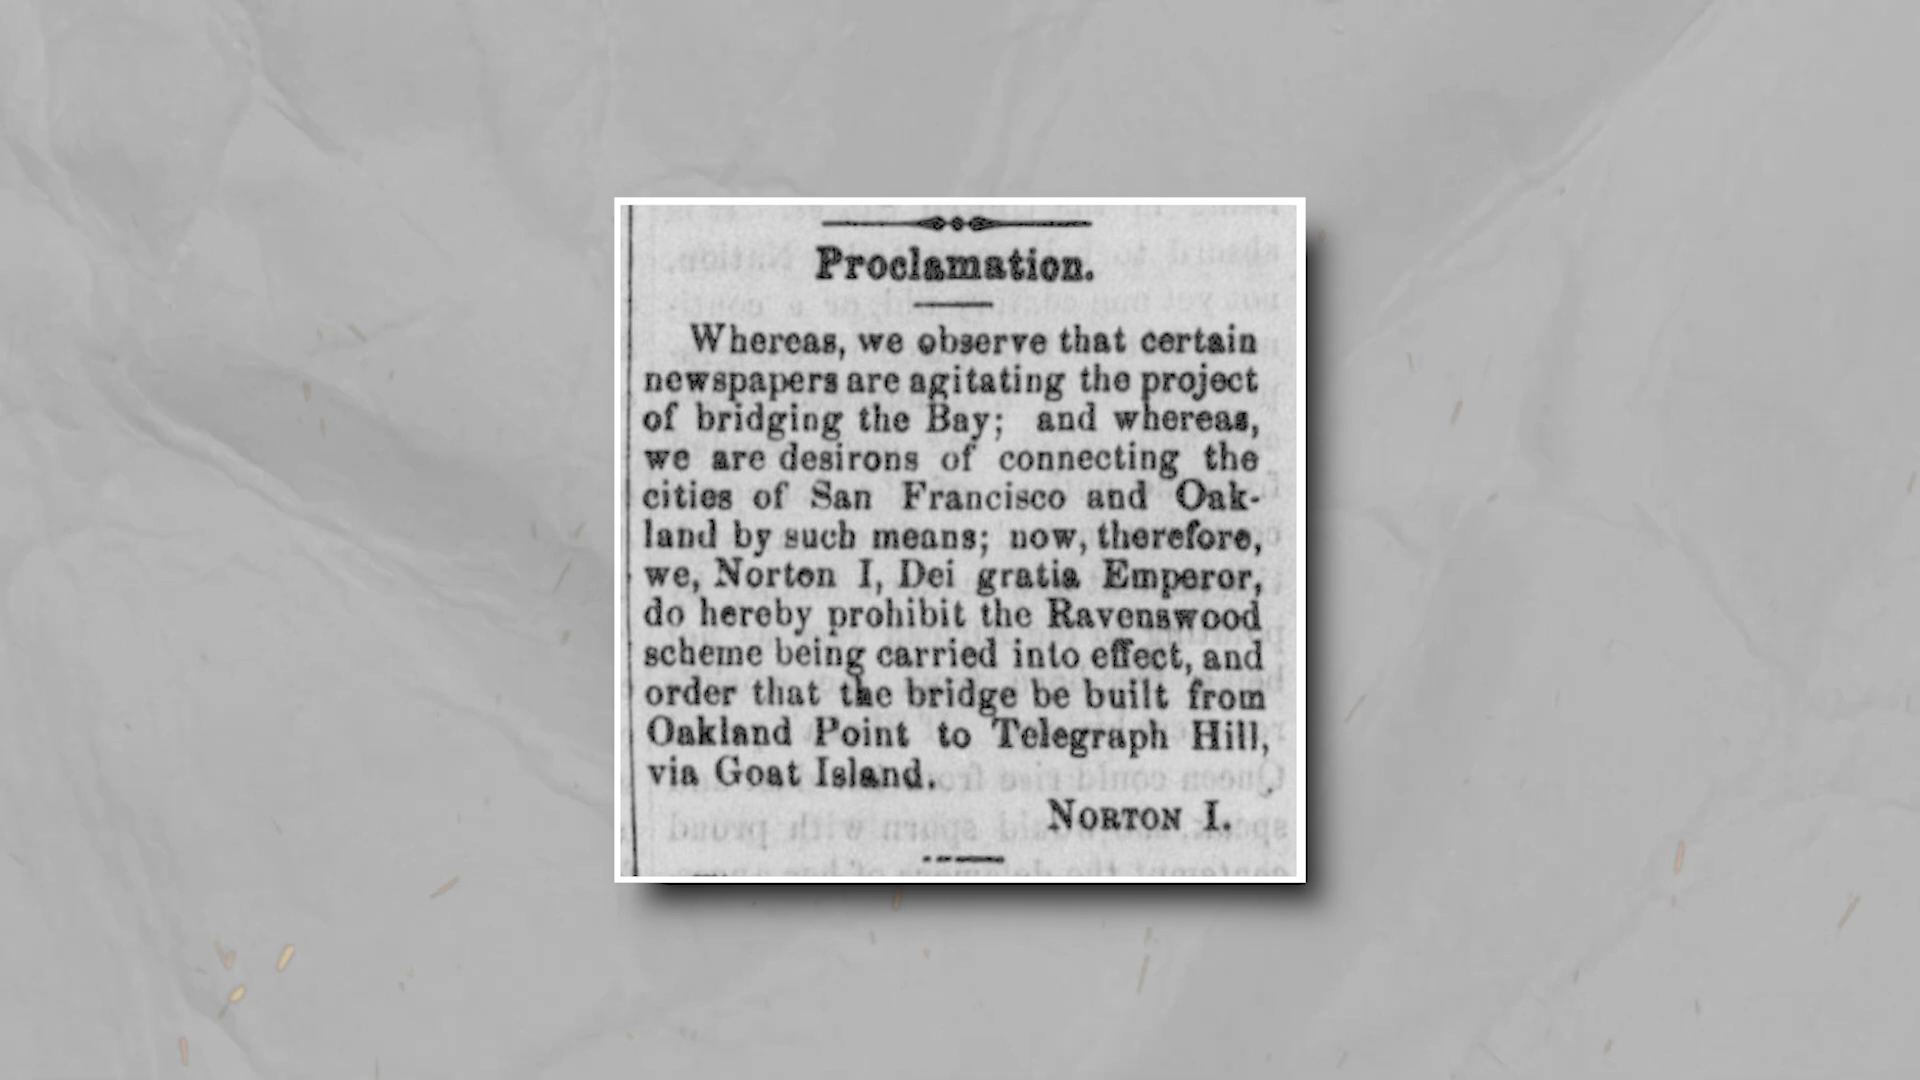 Proclamation.
Whereas, we observe that certain
newspapers are agitating the project
of bridging the Bay; and whereas,
we are desirons of connecting the
cities of San Francisco and Oak-
land by such means; now, therefore,
we, Norton I, Dei gratia Emperor,
do hereby prohibit the Ravenswood
scheme being carried into effect, and
order that the bridge be built from
Oakland Point to Telegraph Hill,
via Goat Island.
NORTON I.